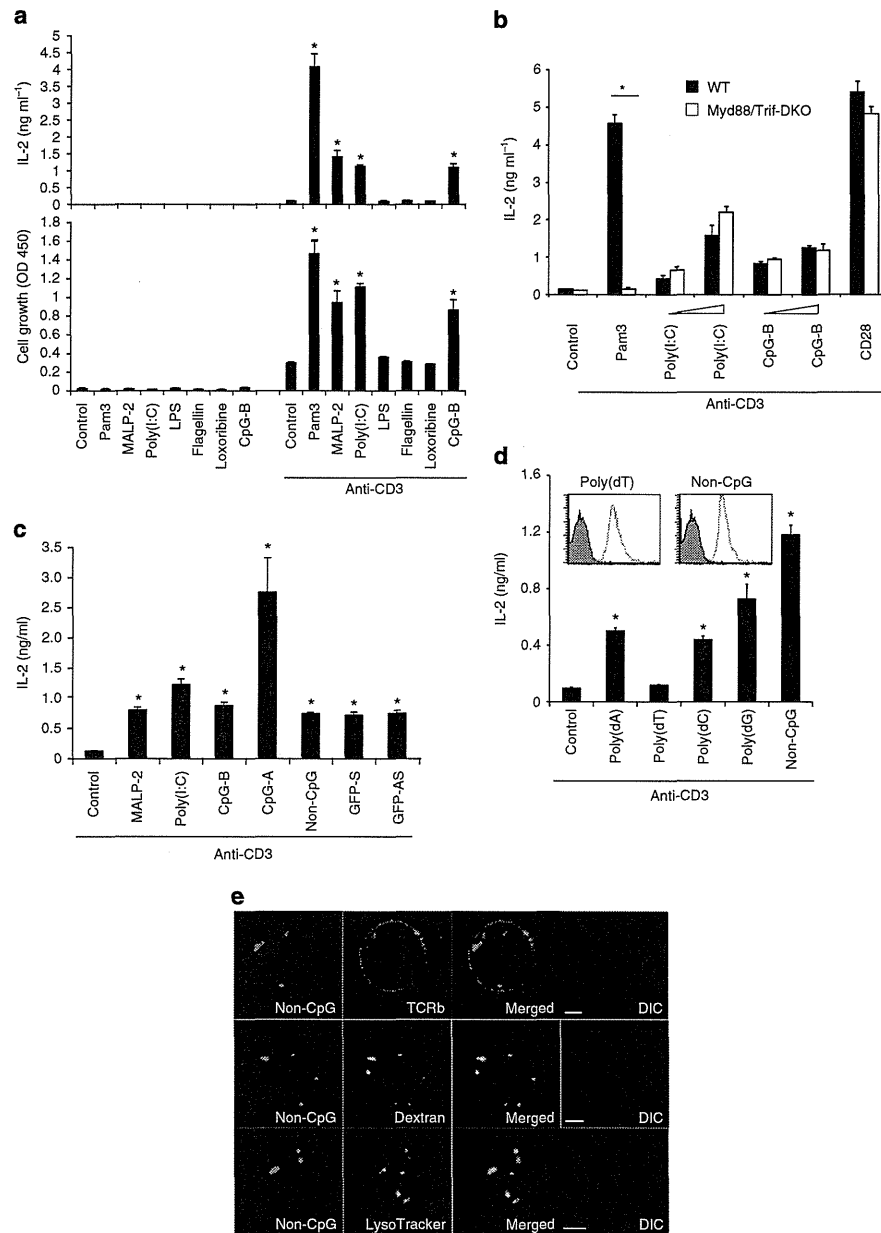 a
IL-2 (ng ml⁻¹)
4.5
4
3.5
3
2.5
2
1.5
1
0.5
0
* * * *
Cell growth (OD 450)
1.8
1.6
1.4
1.2
1
0.8
0.6
0.4
0.2
0
* * * *
Control Pam3 MALP-2 Poly(I:C) LPS Flagellin Loxoribine CpG-B Control Pam3 MALP-2 Poly(I:C) LPS Flagellin Loxoribine CpG-B
Anti-CD3
b
IL-2 (ng ml⁻¹)
6
5
4
3
2
1
0
*
WT
Myd88/Trif-DKO
Control Pam3 Poly(I:C) Poly(I:C) CpG-B CpG-B CD28
Anti-CD3
c
IL-2 (ng/ml)
3.5
3.0
2.5
2.0
1.5
1.0
0.5
0
* * * * * * *
Control MALP-2 Poly(I:C) CpG-B CpG-A Non-CpG GFP-S GFP-AS
Anti-CD3
d
IL-2 (ng/ml)
1.6
1.2
0.8
0.4
0
Poly(dT) Non-CpG
* * * *
Control Poly(dA) Poly(dT) Poly(dC) Poly(dG) Non-CpG
Anti-CD3
e
Non-CpG TCRb Merged DIC
Non-CpG Dextran Merged DIC
Non-CpG LysoTracker Merged DIC